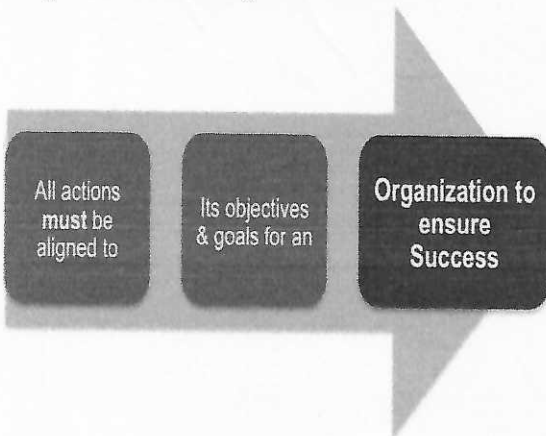 All actions
must be
aligned to
Its objectives
& goals for an
Organization to
ensure
Success